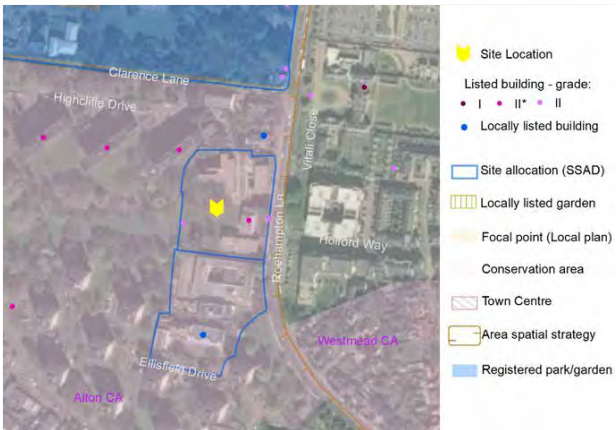 Clarence Lane
Highcliffe Drive
Vitali Close
Roehampton Ln
Holford Way
Westmead CA
Ellisfield Drive
Alton CA
Site Location
Listed building - grade:
I II* II
Locally listed building
Site allocation (SSAD)
Locally listed garden
Focal point (Local plan)
Conservation area
Town Centre
Area spatial strategy
Registered park/garden